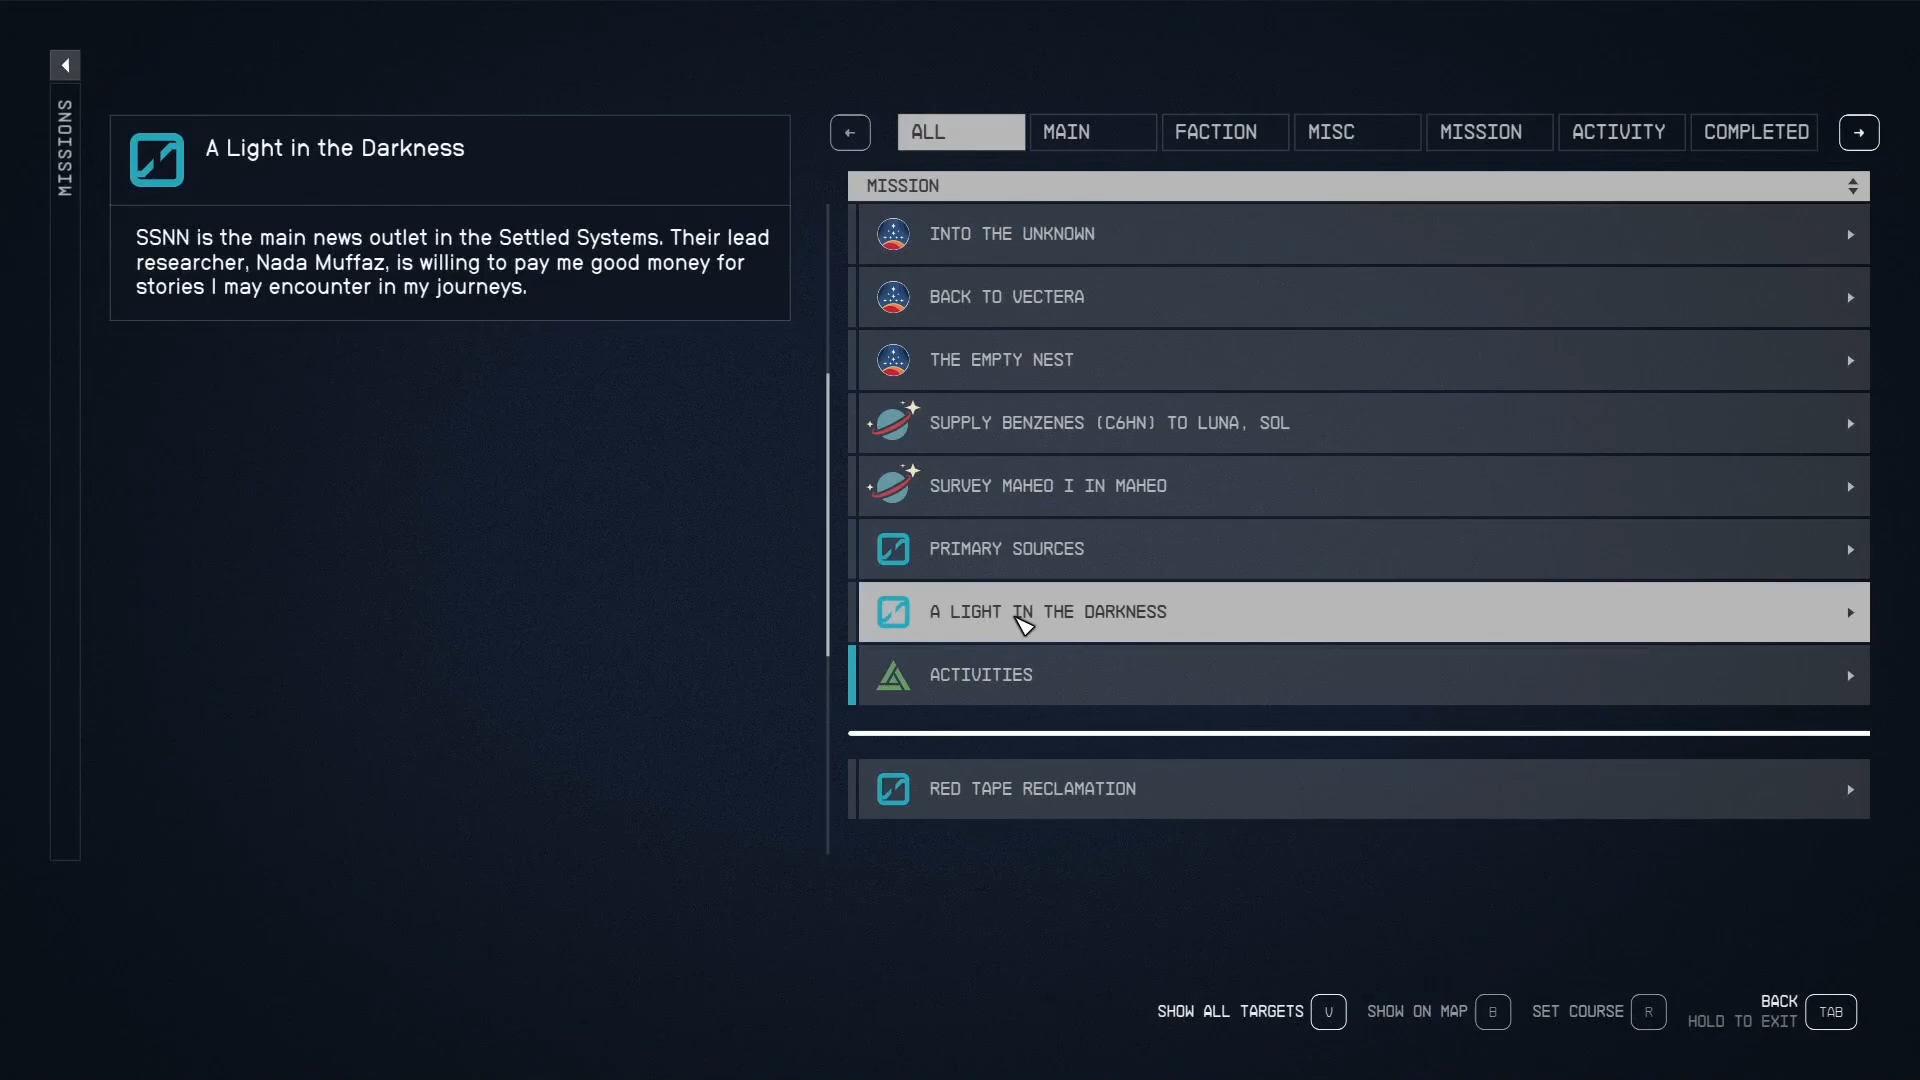 MISSIONS
A Light in the Darkness
SSNN is the main news outlet in the Settled Systems. Their lead
researcher, Nada Muffaz, is willing to pay me good money for
stories I may encounter in my journeys.
ALL MAIN FACTION MISC MISSION ACTIVITY COMPLETED
MISSION
INTO THE UNKNOWN
BACK TO VECTERA
THE EMPTY NEST
SUPPLY BENZENES (C6HN) TO LUNA, SOL
SURVEY MAHEO I IN MAHEO
PRIMARY SOURCES
A LIGHT IN THE DARKNESS
ACTIVITIES
RED TAPE RECLAMATION
SHOW ALL TARGETS V SHOW ON MAP B SET COURSE R BACK TAB
HOLD TO EXIT